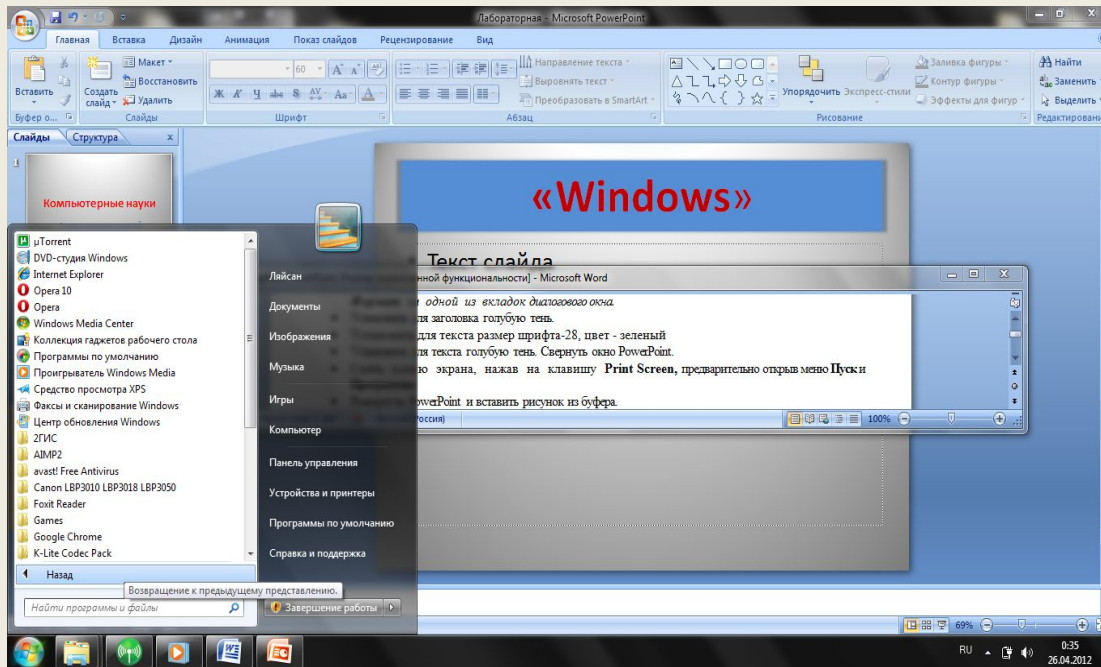 Лабораторная - Microsoft PowerPoint
Главная Вставка Дизайн Анимация Показ слайдов Рецензирование Вид
Вставить
Создать слайд
Макет
Восстановить
Удалить
60
Ж К Ч abc S AV Aa А
Направление текста
Выровнять текст
Преобразовать в SmartArt
Упорядочить
Экспресс-стили
Заливка фигуры
Контур фигуры
Эффекты для фигур
Найти
Заменить
Выделить
Буфер о... Слайды Шрифт Абзац Рисование
Слайды Структура x
1
Компьютерные науки
«Windows»
Текст слайда
функциональности] - Microsoft Word
одной из вкладок диалогового окна.
для заголовка голубую тень.
для текста размер шрифта-28, цвет - зеленый
для текста голубую тень. Свернуть окно PowerPoint.
экрана, нажав на клавишу Print Screen, предварительно открыв меню Пуск и
PowerPoint и вставить рисунок из буфера.
100%
µTorrent
DVD-студия Windows
Internet Explorer
Opera 10
Opera
Windows Media Center
Коллекция гаджетов рабочего стола
Программы по умолчанию
Проигрыватель Windows Media
Средство просмотра XPS
Факсы и сканирование Windows
Центр обновления Windows
2ГИС
AIMP2
avast! Free Antivirus
Canon LBP3010 LBP3018 LBP3050
Foxit Reader
Games
Google Chrome
K-Lite Codec Pack
Назад
Возвращение к предыдущему представлению.
Найти программы и файлы
Ляйсан
Документы
Изображения
Музыка
Игры
Компьютер
Панель управления
Устройства и принтеры
Программы по умолчанию
Справка и поддержка
Завершение работы
69%
RU
0:35
26.04.2012